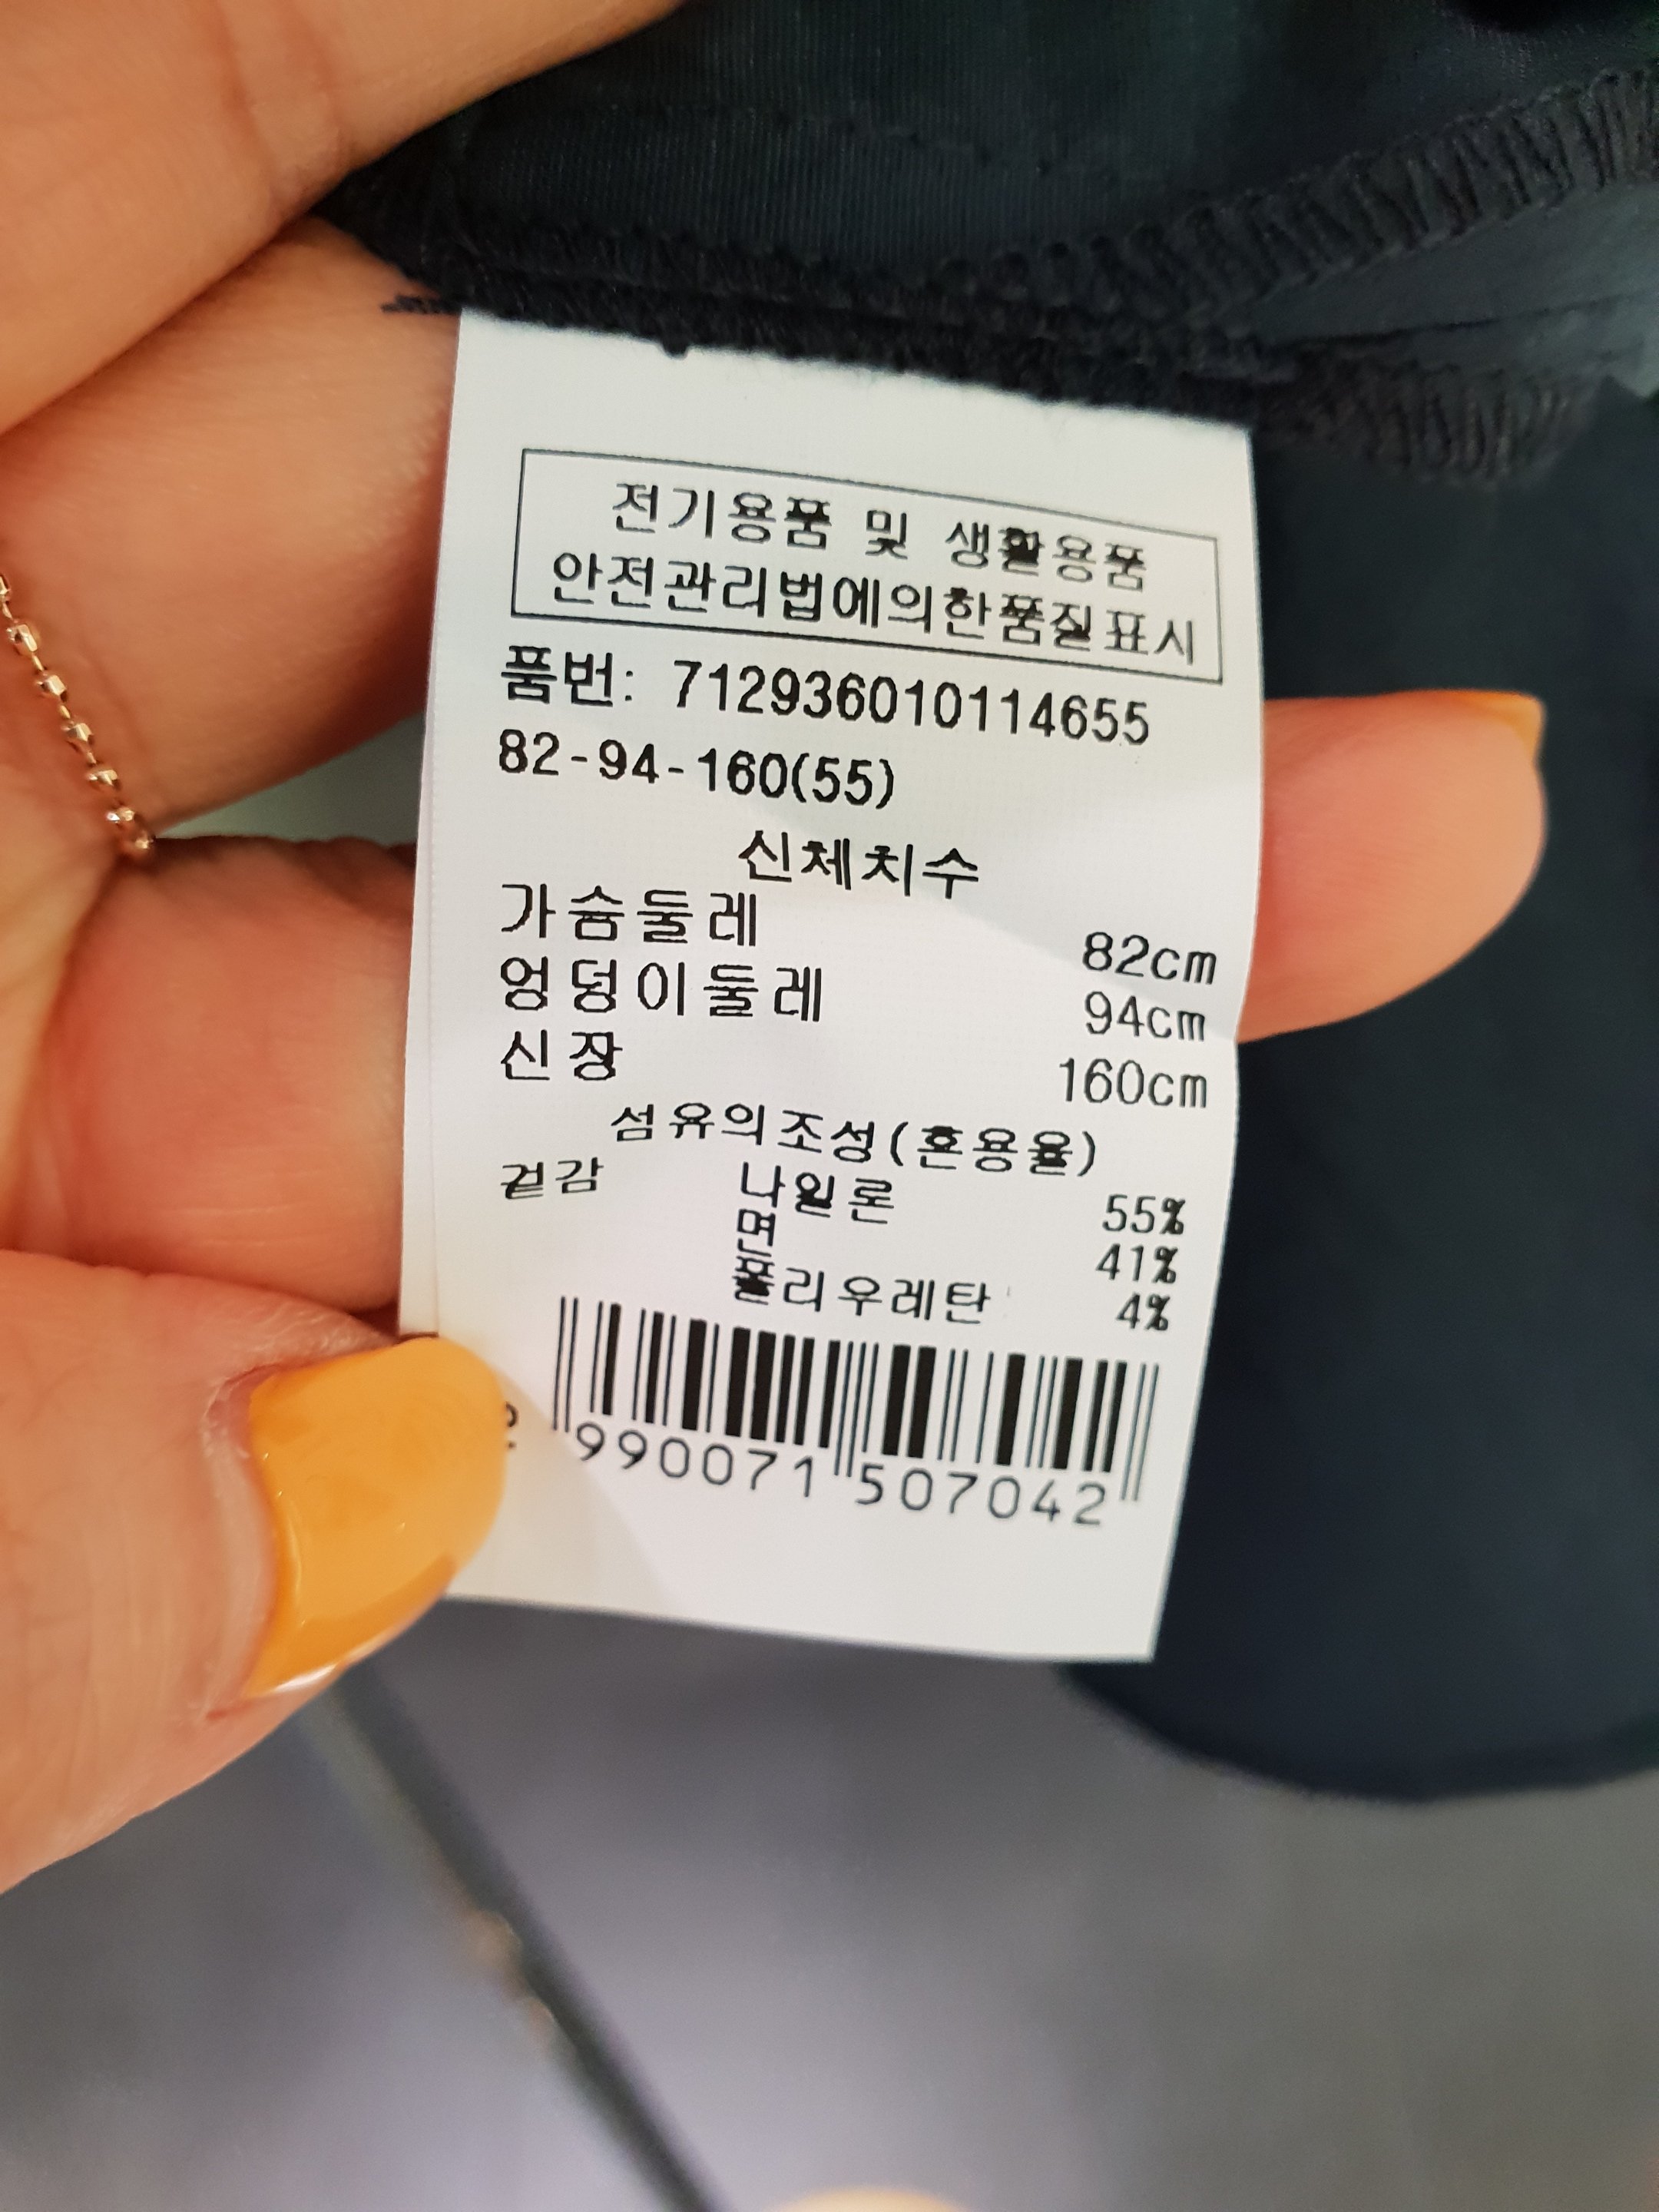 전기용품 및 생활용품
안전관리법에의한품질표시
품번: 712936010114655
82-94-160(55)
신체치수
가슴둘레 82cm
엉덩이둘레 94cm
신장 160cm
섬유의조성(혼용율)
겉감 나일론 55%
면 41%
폴리우레탄 4%
990071 507042